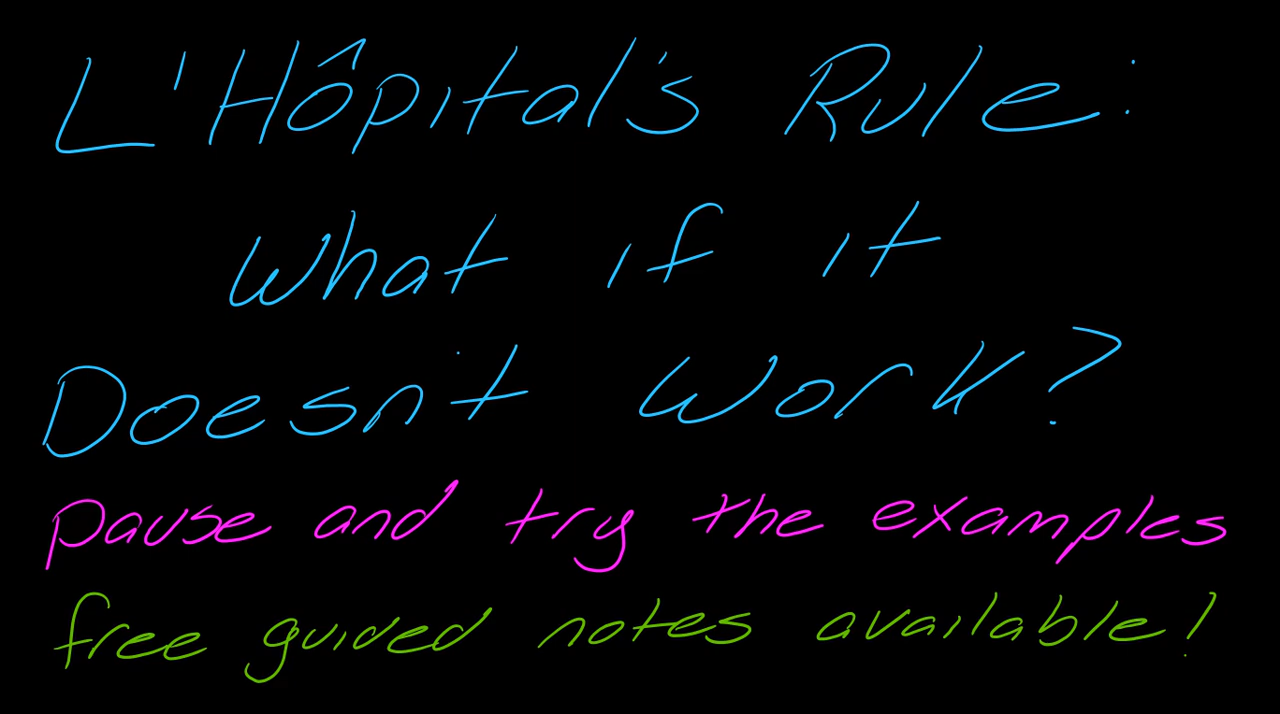 L'Hôpital's Rule:
What if it
Doesn't Work?
pause and try the examples
free guided notes available!